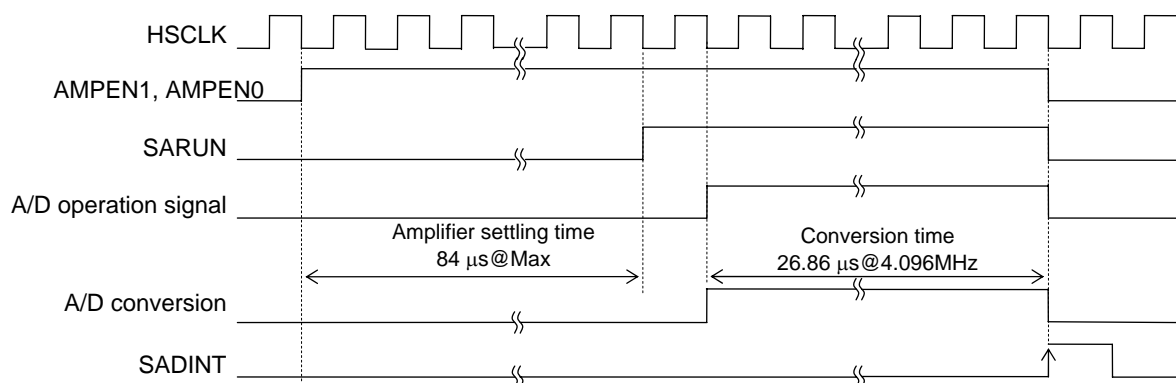 HSCLK
AMPEN1, AMPEN0
SARUN
A/D operation signal
Amplifier settling time
84 μs@Max
Conversion time
26.86 μs@4.096MHz
A/D conversion
SADINT